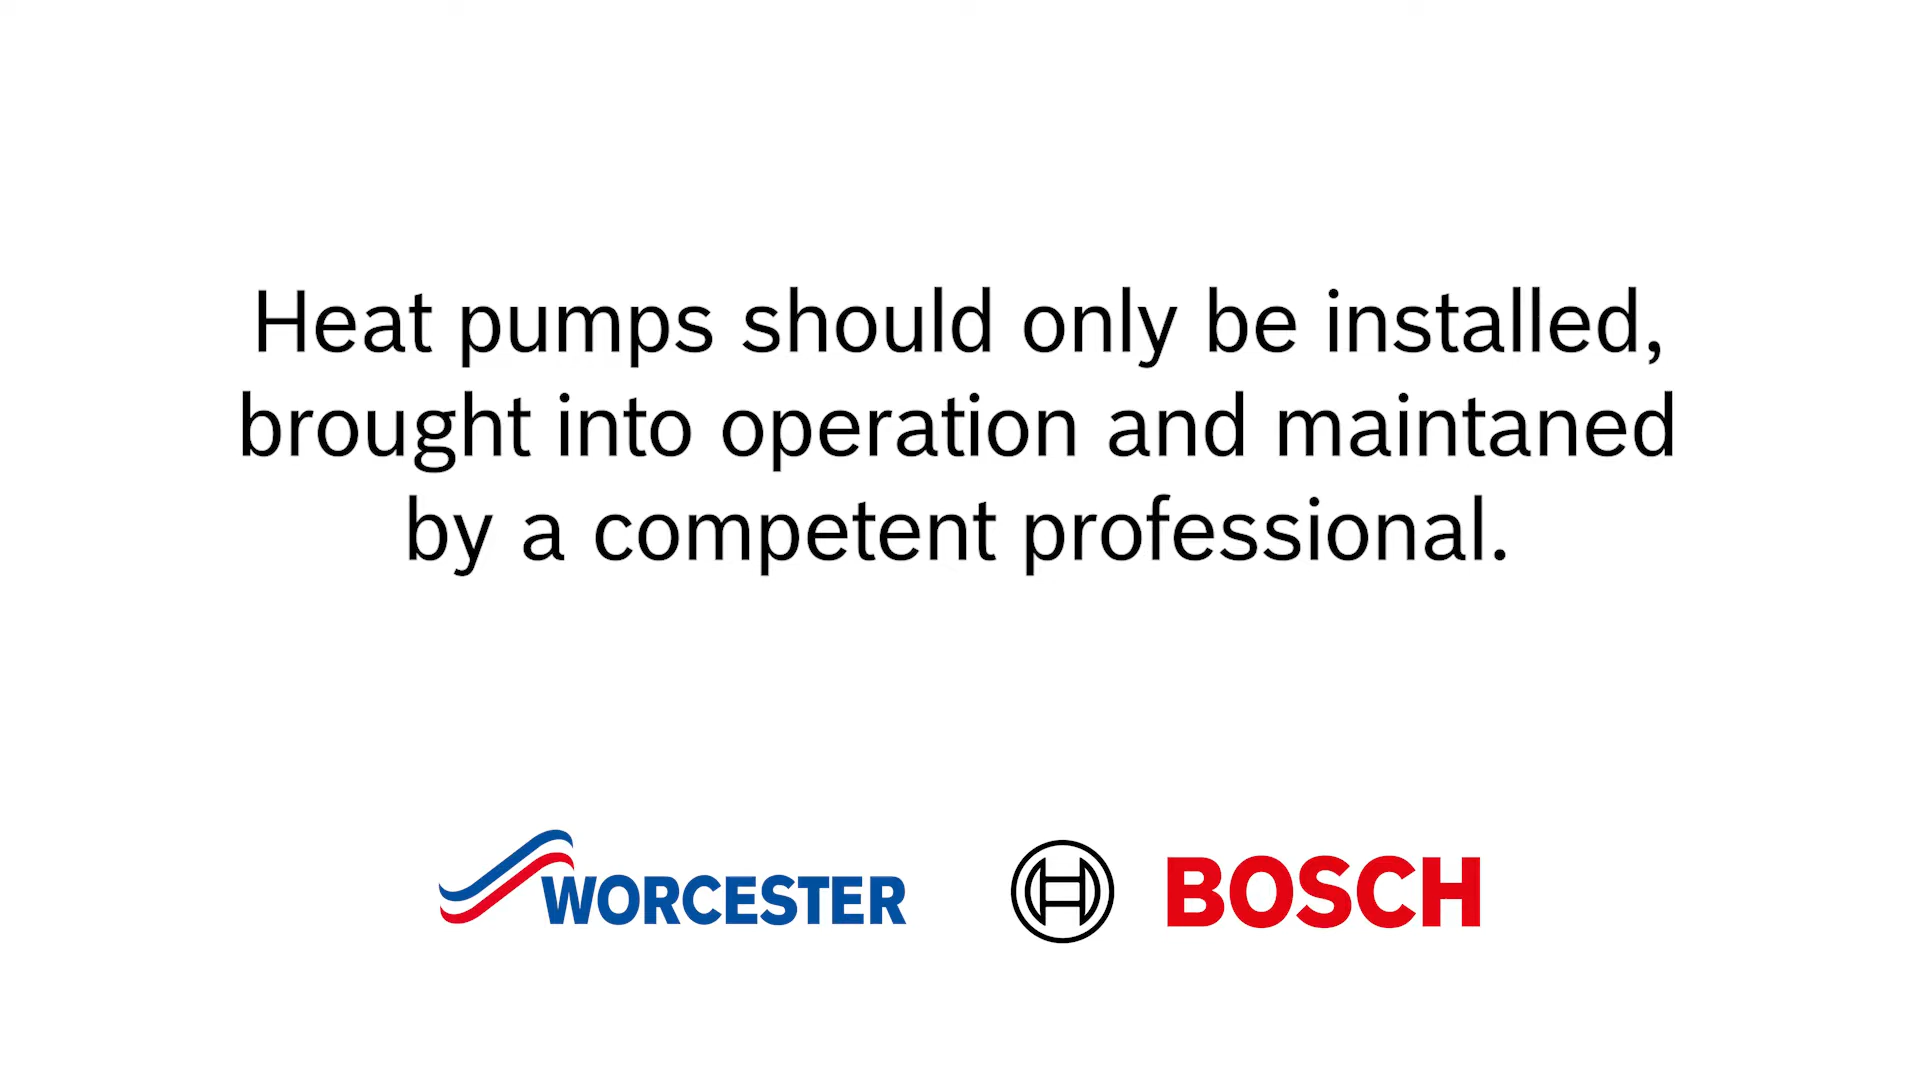 Heat pumps should only be installed,
brought into operation and maintaned
by a competent professional.
WORCESTER BOSCH